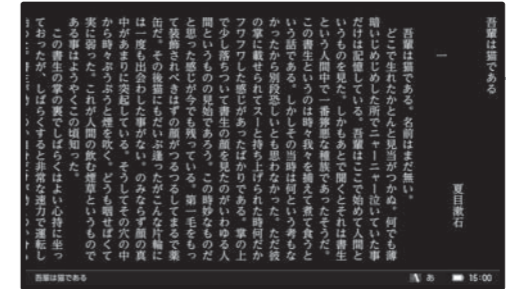 吾輩は猫である
夏目漱石
一
吾輩は猫である。名前はまだ無い。
どこで生れたかとんと見当がつかぬ。何でも薄
暗いじめじめした所でニャーニャー泣いていた事
だけは記憶している。吾輩はここで始めて人間と
いうものを見た。しかもあとで聞くとそれは書生
という人間中で一番獰悪な種族であったそうだ。
この書生というのは時々我々を捕えて煮て食うと
いう話である。しかしその当時は何という考もな
かったから別段恐しいとも思わなかった。ただ彼
の掌に載せられてスーと持ち上げられた時何だか
フワフワした感じがあったばかりである。掌の上
で少し落ちついて書生の顔を見たのがいわゆる人
間というものの見始であろう。この時妙なものだ
と思った感じが今でも残っている。第一毛をもっ
て装飾されべきはずの顔がつるつるしてまるで薬
缶だ。その後猫にもだいぶ逢ったがこんな片輪に
は一度も出会わした事がない。のみならず顔の真
中があまりに突起している。そうしてその穴の中
から時々ぷうぷうと煙を吹く。どうも咽せぽくて
実に弱った。これが人間の飲む煙草というもので
ある事はようやくこの頃知った。
この書生の掌の裏でしばらくはよい心持に坐っ
ておったが、しばらくすると非常な速力で運転し
吾輩は猫である
あ
15:00